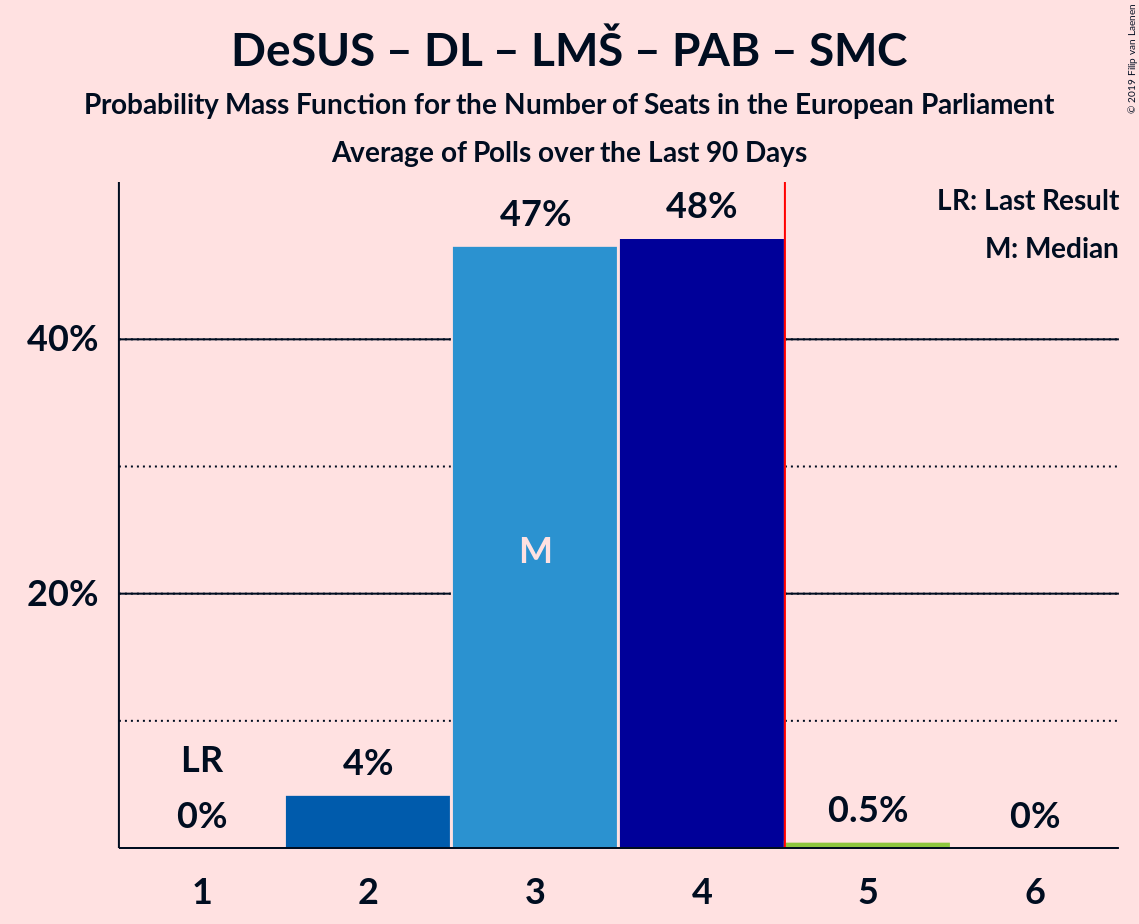 DeSUS – DL – LMŠ – PAB – SMC
Probability Mass Function for the Number of Seats in the European Parliament
Average of Polls over the Last 90 Days
© 2019 Filip van Laenen
LR: Last Result
M: Median
47%
48%
40%
M
20%
LR
0%
4%
0.5%
0%
1
2
3
4
5
6